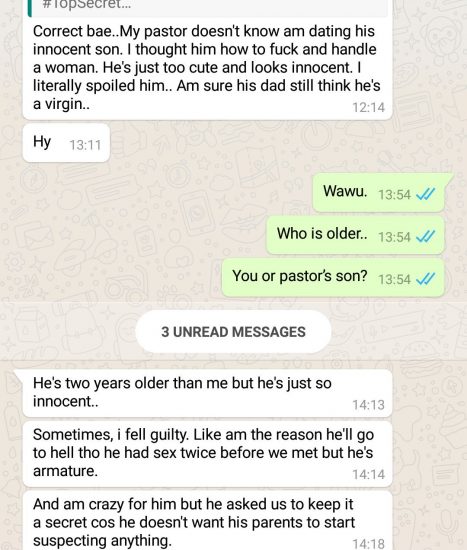 #TopSecret...
Correct bae..My pastor doesn't know am dating his
innocent son. I thought him how to fuck and handle
a woman. He's just too cute and looks innocent. I
literally spoiled him.. Am sure his dad still think he's
a virgin..
12:14
Hy 13:11
Wawu. 13:54
Who is older.. 13:54
You or pastor's son? 13:54
3 UNREAD MESSAGES
He's two years older than me but he's just so
innocent..
14:13
Sometimes, i fell guilty. Like am the reason he'll go
to hell tho he had sex twice before we met but he's
armature.
14:14
And am crazy for him but he asked us to keep it
a secret cos he doesn't want his parents to start
suspecting anything.
14:18